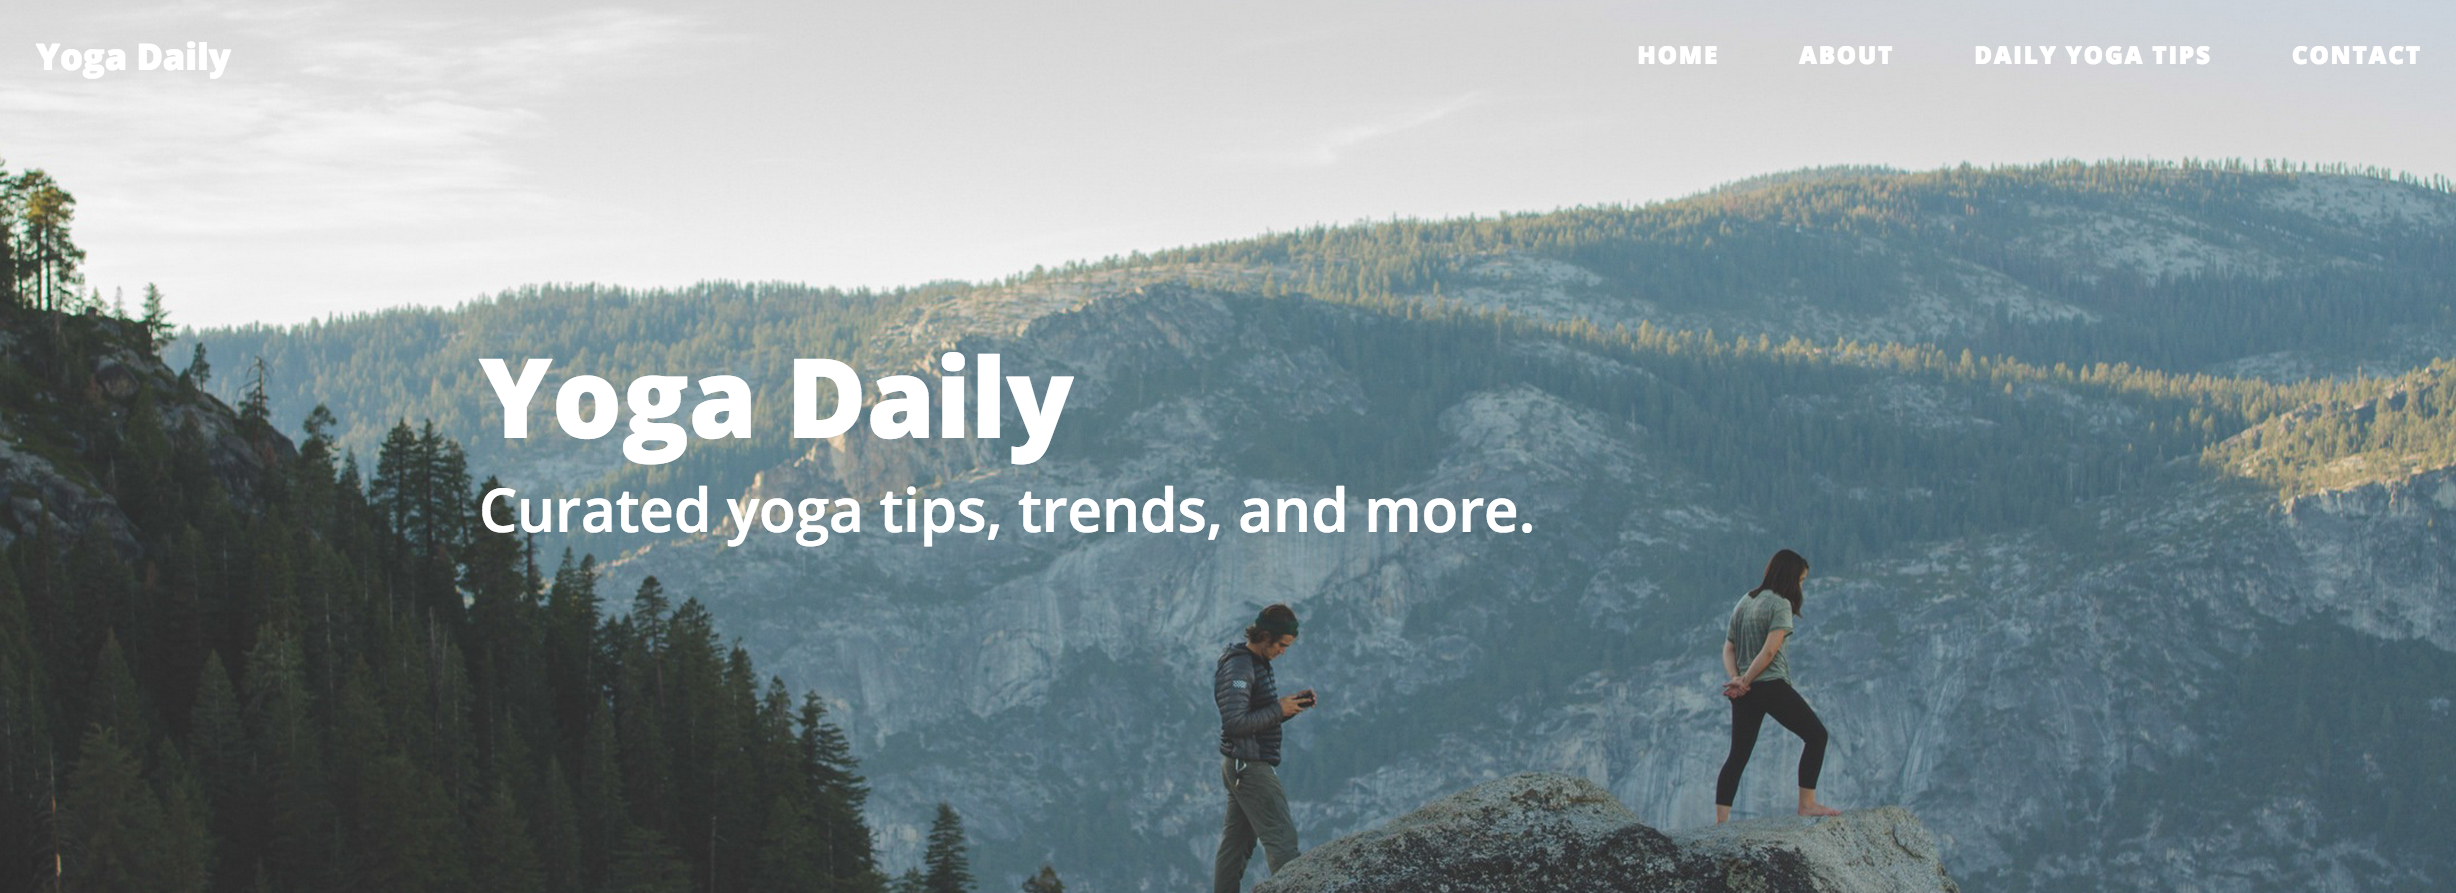 Yoga Daily
HOME ABOUT DAILY YOGA TIPS CONTACT
Yoga Daily
Curated yoga tips, trends, and more.